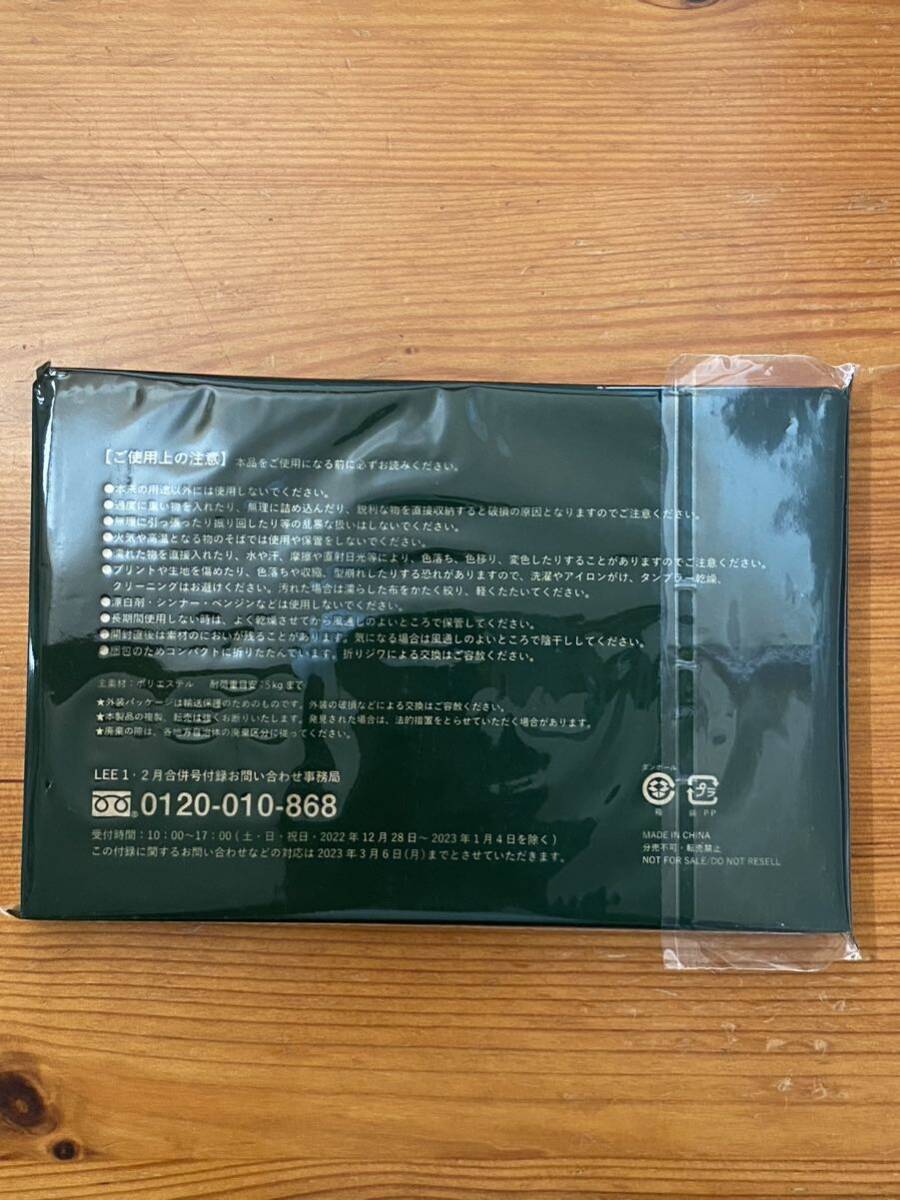 【ご使用上の注意】 本品をご使用になる前に必ずお読みください。
●本来の用途以外には使用しないでください。
●過度に重い物を入れたり、無理に詰め込んだり、鋭利な物を直接収納すると破損の原因となりますのでご注意ください。
●無理に引っ張ったり振り回したり等の乱暴な扱いはしないでください。
●火気や高温となる物のそばでは使用や保管をしないでください。
●濡れた物を直接入れたり、水や汗、摩擦や直射日光等により、色落ち、色移り、変色したりすることがありますのでご注意ください。
●プリントや生地を傷めたり、色落ちや収縮、型崩れしたりする恐れがありますので、洗濯やアイロンがけ、タンブラー乾燥、
クリーニングはお避けください。汚れた場合は濡らした布をかたく絞り、軽くたたいてください。
●漂白剤・シンナー・ベンジンなどは使用しないでください。
●長期間使用しない時は、よく乾燥させてから風通しのよいところで保管してください。
●開封直後は素材のにおいが残ることがあります。気になる場合は風通しのよいところで陰干ししてください。
●梱包のためコンパクトに折りたたんでいます。折りジワによる交換はご容赦ください。
主素材：ポリエステル 耐荷重目安：5kgまで
★外装パッケージは輸送保護のためのものです。外装の破損などによる交換はご容赦ください。
★本製品の複製、転売は強くお断りいたします。発見された場合は、法的措置をとらせていただく場合があります。
★廃棄の際は、各地方自治体の廃棄区分に従ってください。
LEE 1・2月合併号付録お問い合わせ事務局
0120-010-868
受付時間：10：00〜17：00（土・日・祝日・2022年12月28日〜2023年1月4日を除く）
この付録に関するお問い合わせなどの対応は2023年3月6日(月)までとさせていただきます。
ダンボール
プラ
箱 袋 PP
MADE IN CHINA
分売不可・転売禁止
NOT FOR SALE/DO NOT RESELL